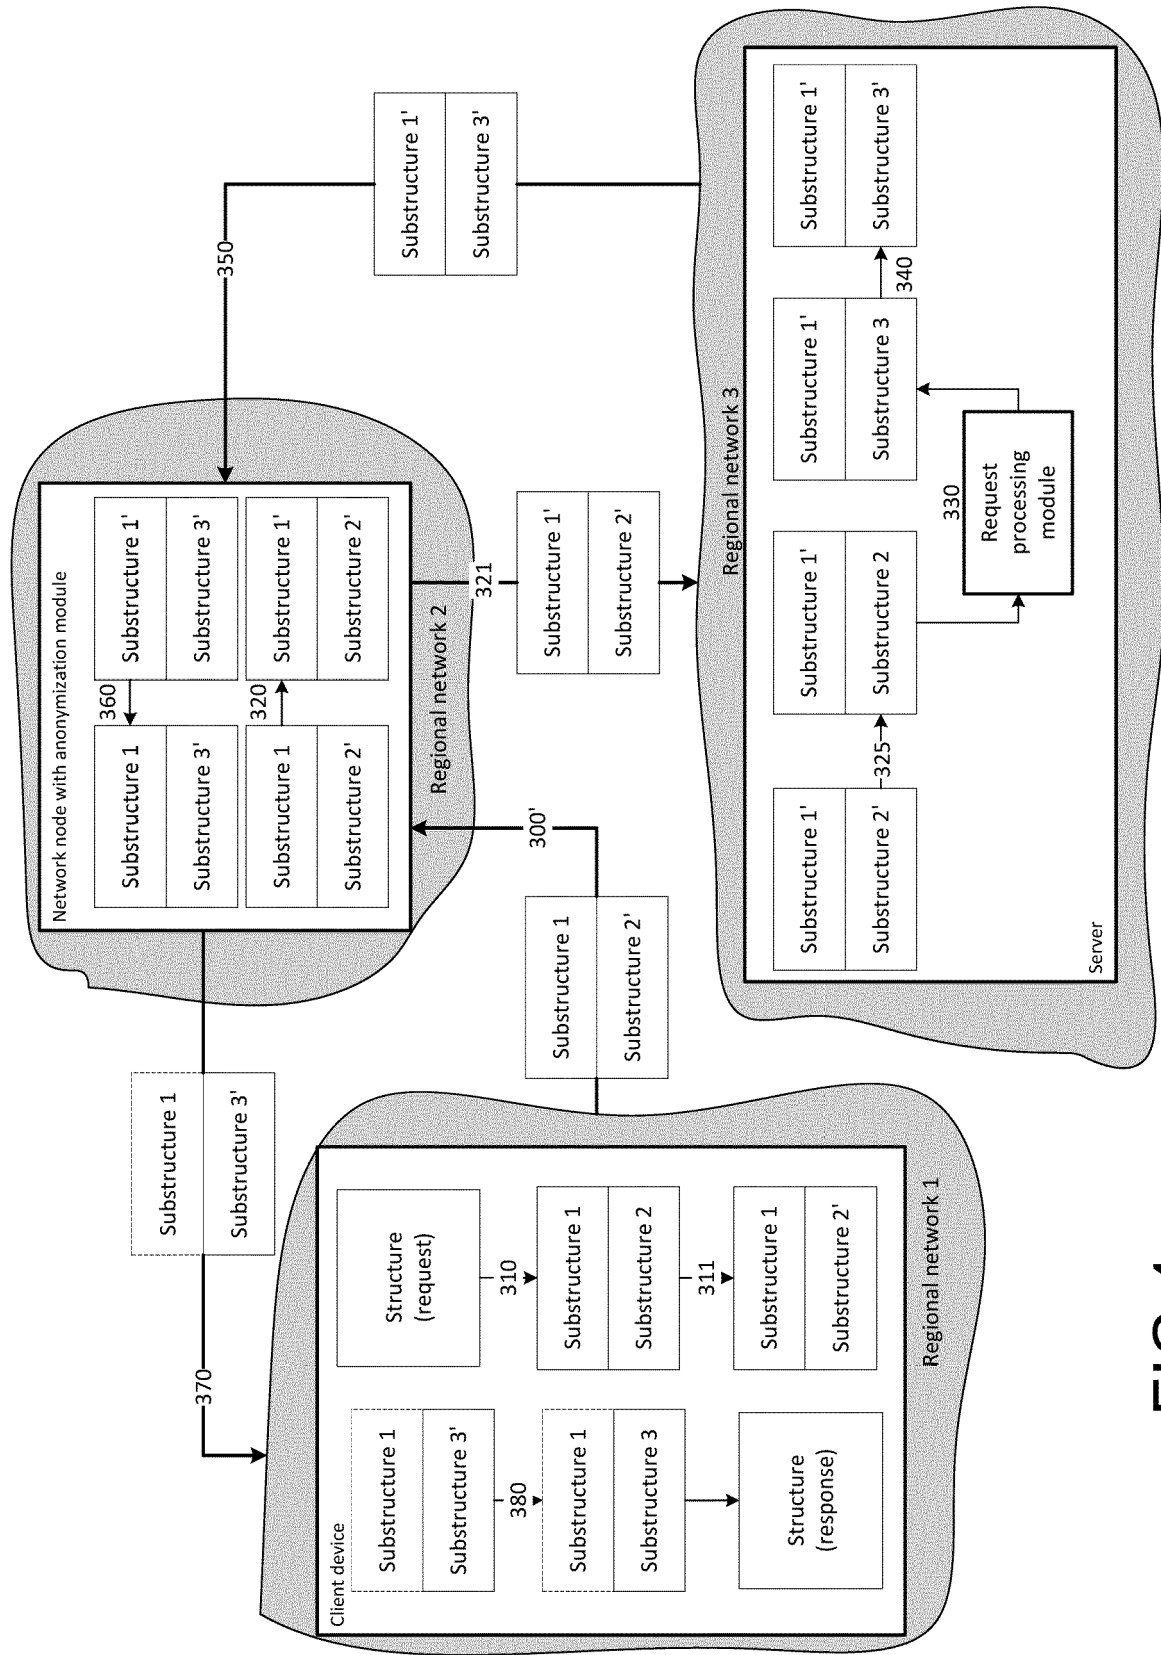 Network node with anonymization module
Substructure 1
Substructure 3'
360
Substructure 1'
Substructure 3'
Substructure 1
Substructure 2'
320
Substructure 1'
Substructure 2'
Regional network 2
370
Substructure 1
Substructure 3'
350
Substructure 1'
Substructure 3'
Client device
Substructure 1
Substructure 3'
380
Substructure 1
Substructure 3
Structure
(response)
Structure
(request)
310
Substructure 1
Substructure 2
311
Substructure 1
Substructure 2'
Regional network 1
300'
Substructure 1
Substructure 2'
321
Substructure 1'
Substructure 2'
Regional network 3
Substructure 1'
Substructure 2'
325
Substructure 1'
Substructure 2
330
Request
processing
module
Substructure 1'
Substructure 3
340
Substructure 1'
Substructure 3'
Server
FIG.